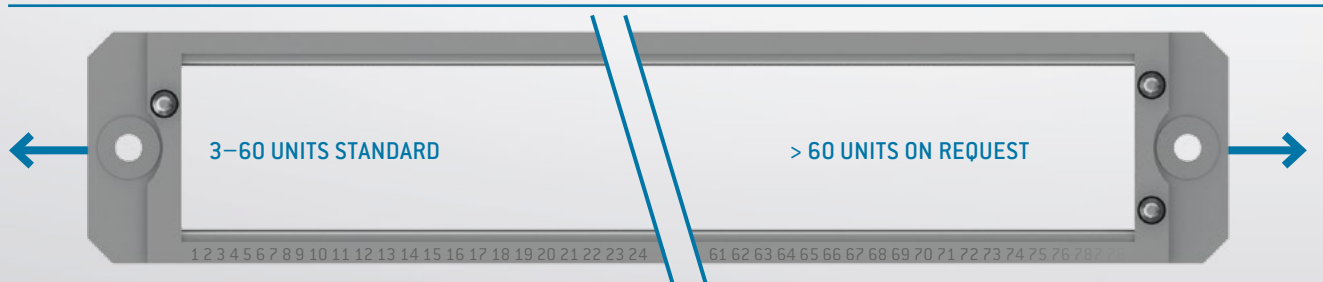 3–60 UNITS STANDARD
> 60 UNITS ON REQUEST
1 2 3 4 5 6 7 8 9 10 11 12 13 14 15 16 17 18 19 20 21 22 23 24
61 62 63 64 65 66 67 68 69 70 71 72 73 74 75 76 78